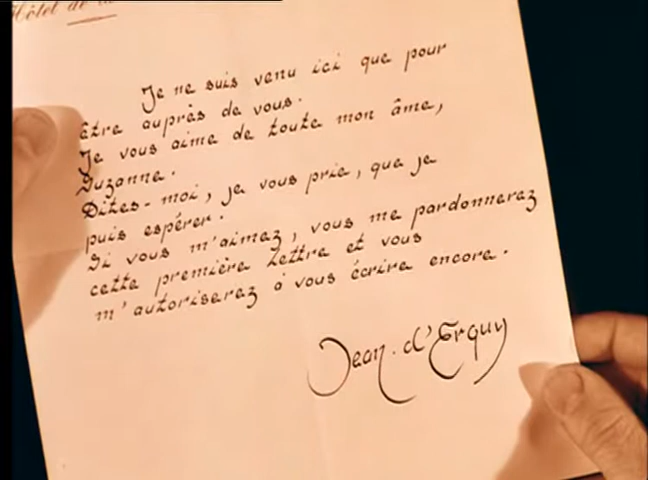 Hôtel de
Je ne suis venu ici que pour
être auprès de vous.
Je vous aime de toute mon âme,
Suzanne.
Dites-moi, je vous prie, que je
puis espérer.
Si vous m'aimez, vous me pardonnerez
cette première lettre et vous
m'autoriserez à vous écrire encore.
Jean. d'Erquy